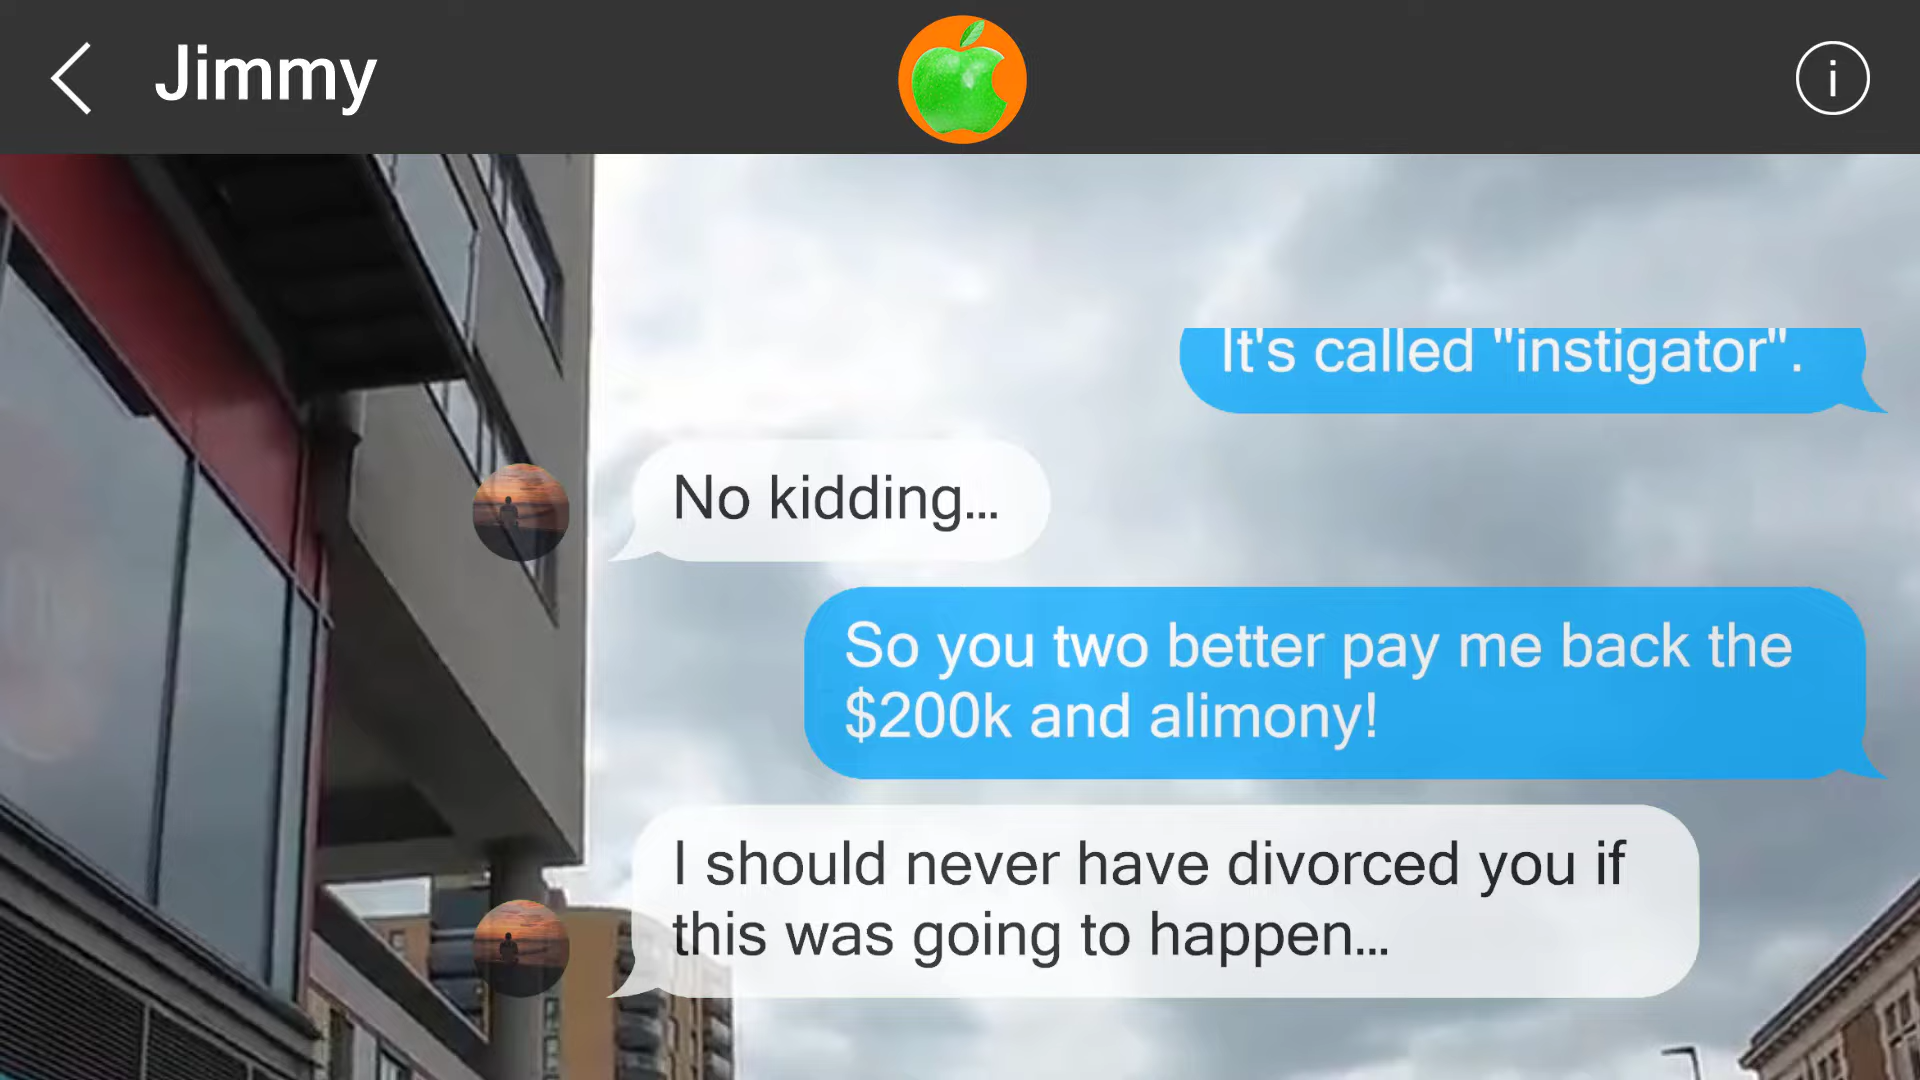 Jimmy
i
It's called "instigator".
No kidding...
So you two better pay me back the
$200k and alimony!
I should never have divorced you if
this was going to happen...